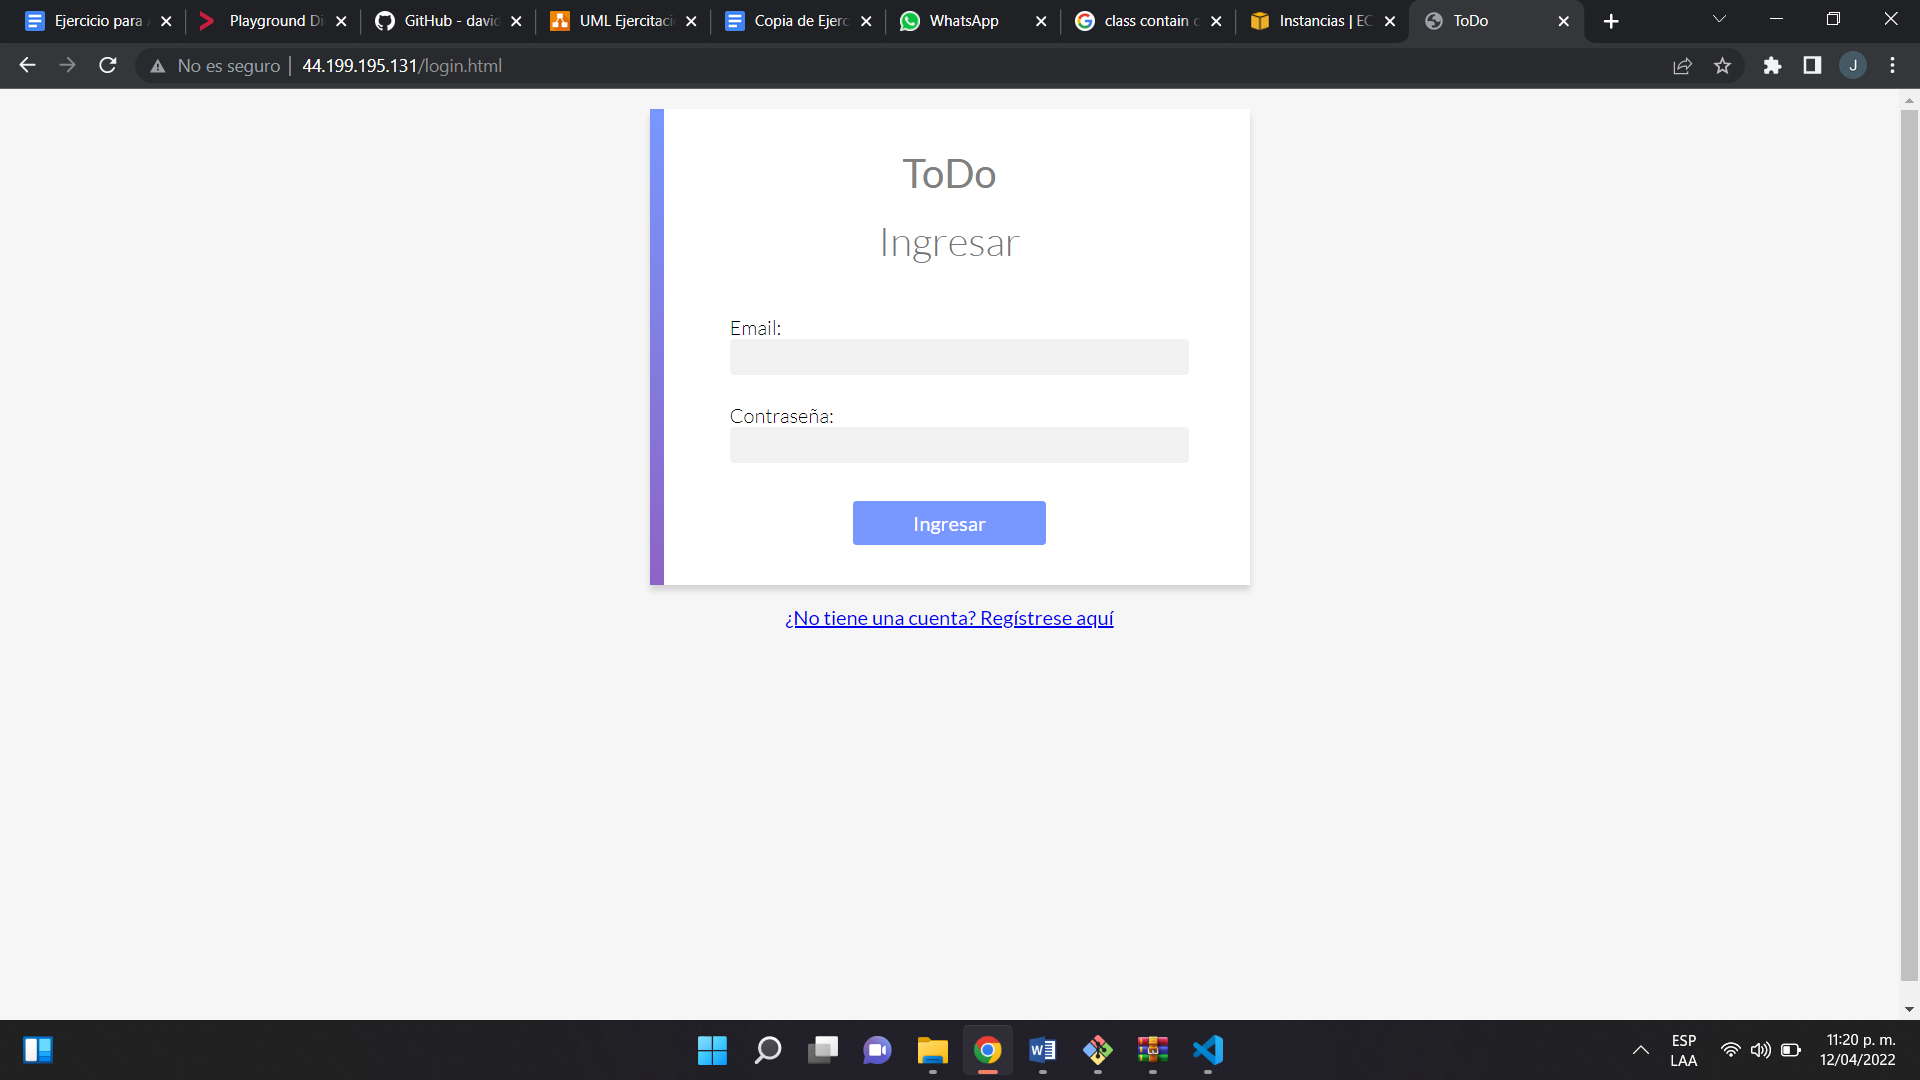 Ejercicio para
Playground Di
GitHub - davic
UML Ejercitaci
Copia de Ejerc
WhatsApp
class contain c
Instancias | EC
ToDo
No es seguro
44.199.195.131/login.html
J
ToDo
Ingresar
Email:
Contraseña:
Ingresar
¿No tiene una cuenta? Regístrese aquí
ESP
LAA
11:20 p. m.
12/04/2022